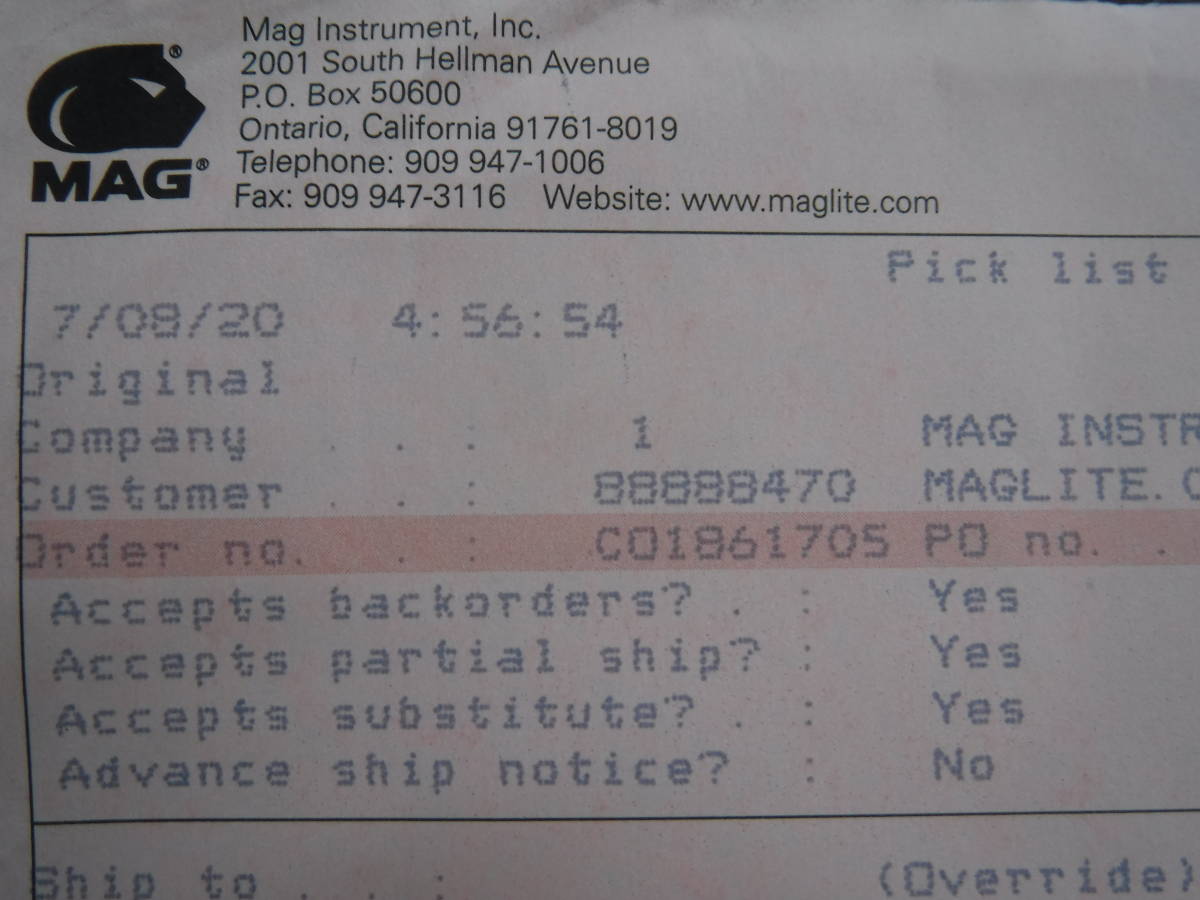 Mag Instrument, Inc.
2001 South Hellman Avenue
P.O. Box 50600
Ontario, California 91761-8019
Telephone: 909 947-1006
Fax: 909 947-3116 Website: www.maglite.com
MAG®
Pick list
7/09/20 4:56:54
Original
Company . . : 1 MAG INSTR
Customer . . : 88888470 MAGLITE.C
Order no. . : CO1861705 PO no. .
Accepts backorders? . : Yes
Accepts partial ship? : Yes
Accepts substitute? . : Yes
Advance ship notice? : No
Ship to . . . : (Override)